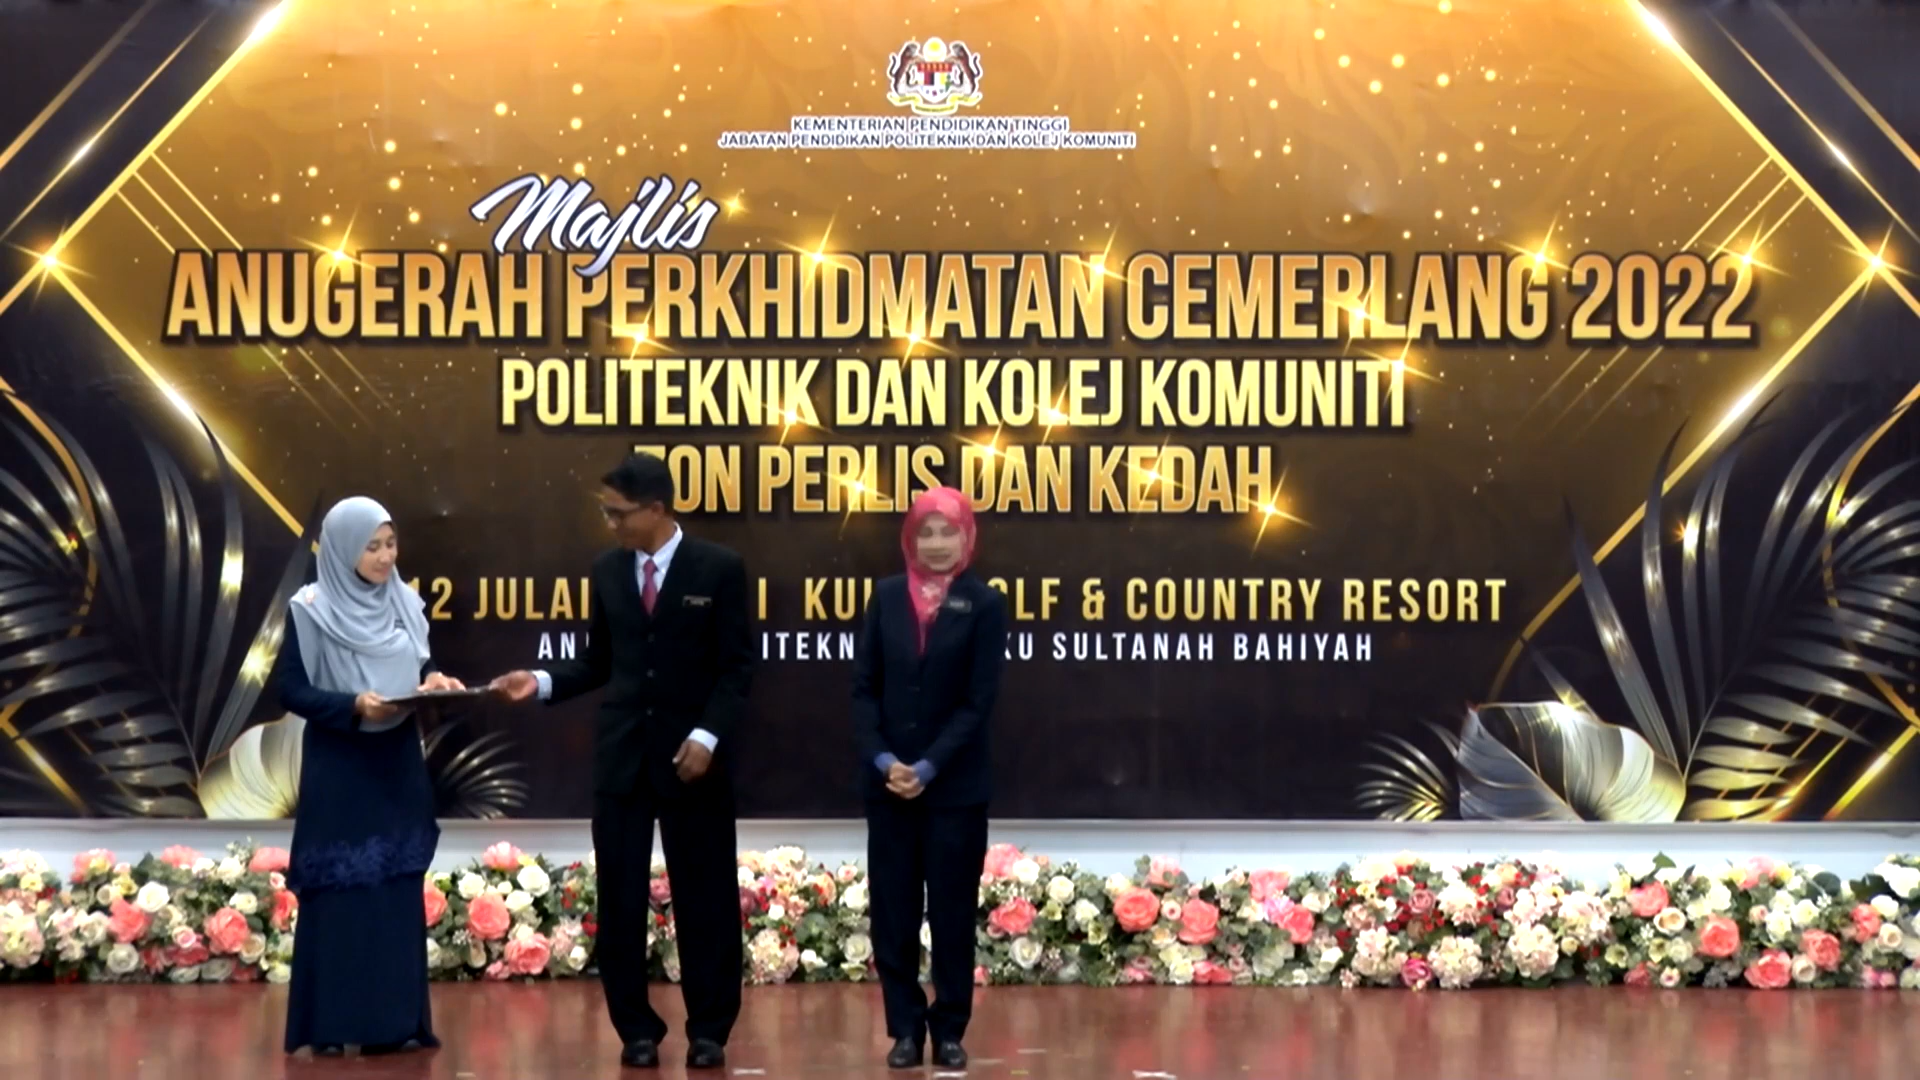 KEMENTERIAN PENDIDIKAN TINGGI
JABATAN PENDIDIKAN POLITEKNIK DAN KOLEJ KOMUNITI
Majlis
ANUGERAH PERKHIDMATAN CEMERLANG 2022
POLITEKNIK DAN KOLEJ KOMUNITI
ZON PERLIS DAN KEDAH
12 JULAI | & COUNTRY RESORT
SULTANAH BAHIYAH